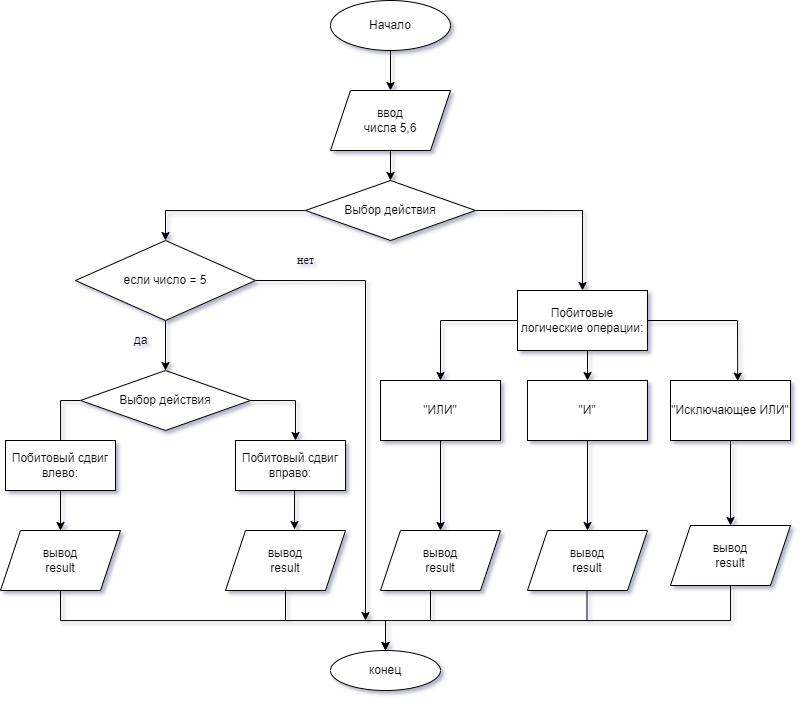 Начало
ввод
числа 5,6
Выбор действия
если число = 5
нет
да
Выбор действия
Побитовый сдвиг
влево:
Побитовый сдвиг
вправо:
Побитовые
логические операции:
"ИЛИ"
"И"
"Исключающее ИЛИ"
вывод
result
вывод
result
вывод
result
вывод
result
вывод
result
конец